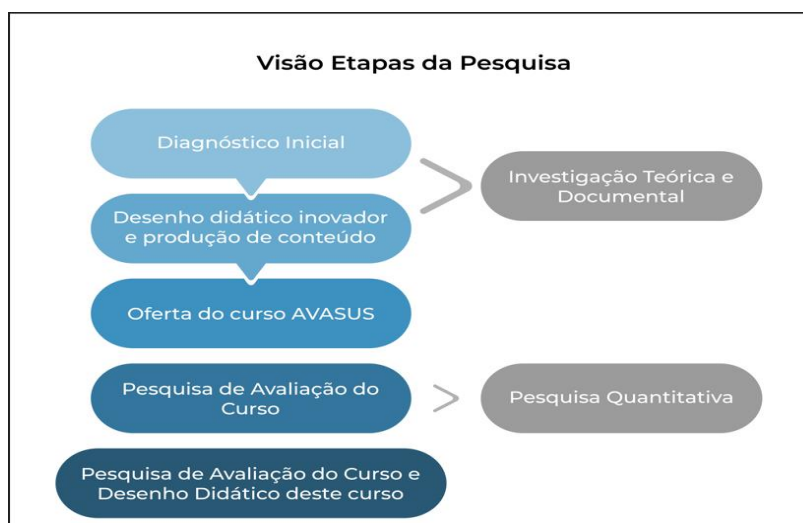 Visão Etapas da Pesquisa
Diagnóstico Inicial
Investigação Teórica e
Documental
Desenho didático inovador
e produção de conteúdo
Oferta do curso AVASUS
Pesquisa de Avaliação do
Curso
Pesquisa Quantitativa
Pesquisa de Avaliação do Curso e
Desenho Didático deste curso